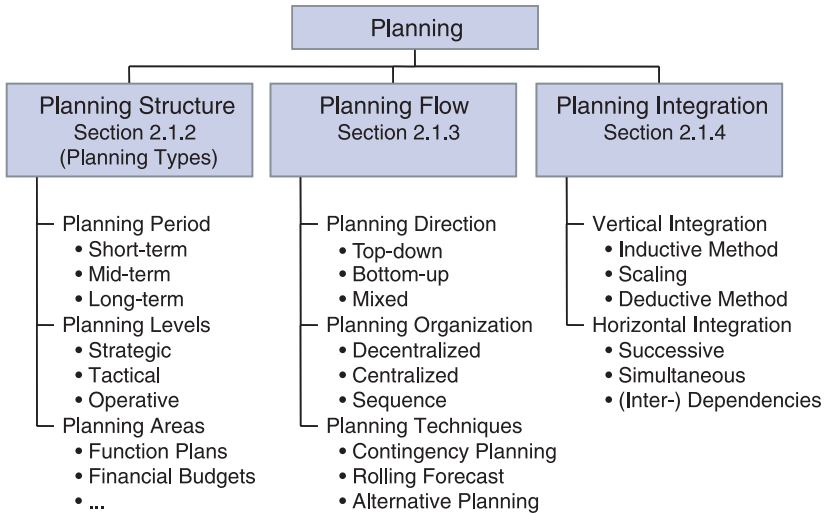 Planning
Planning Structure
Section 2.1.2
(Planning Types)
Planning Period
• Short-term
• Mid-term
• Long-term
Planning Levels
• Strategic
• Tactical
• Operative
Planning Areas
• Function Plans
• Financial Budgets
• ...
Planning Flow
Section 2.1.3
Planning Direction
• Top-down
• Bottom-up
• Mixed
Planning Organization
• Decentralized
• Centralized
• Sequence
Planning Techniques
• Contingency Planning
• Rolling Forecast
• Alternative Planning
Planning Integration
Section 2.1.4
Vertical Integration
• Inductive Method
• Scaling
• Deductive Method
Horizontal Integration
• Successive
• Simultaneous
• (Inter-) Dependencies